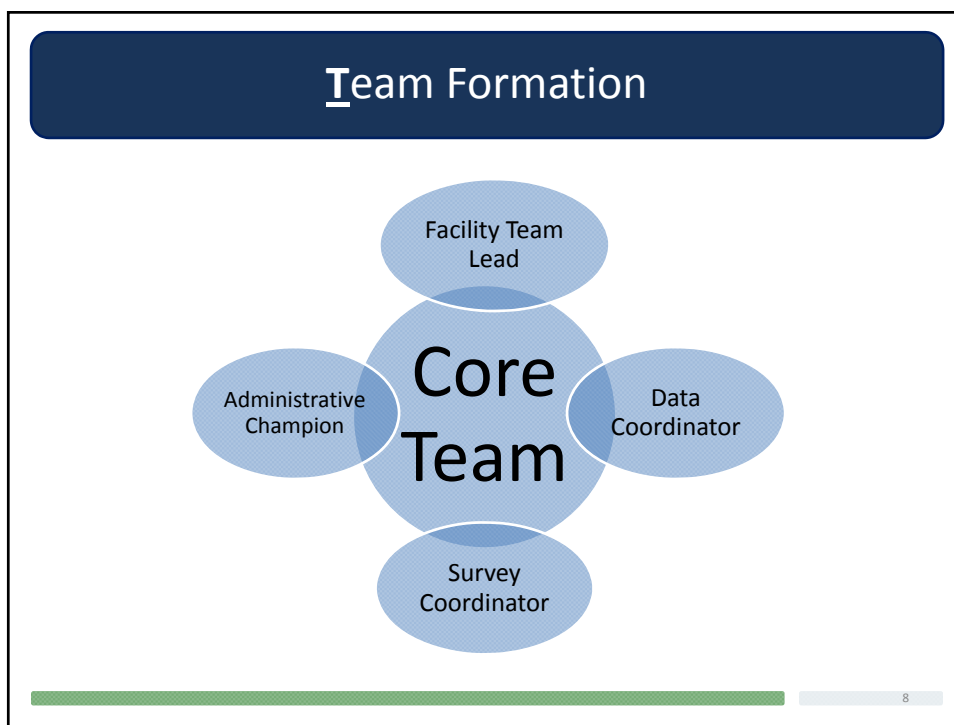 Team Formation
Facility Team
Lead
Core
Team
Administrative
Champion
Data
Coordinator
Survey
Coordinator
8